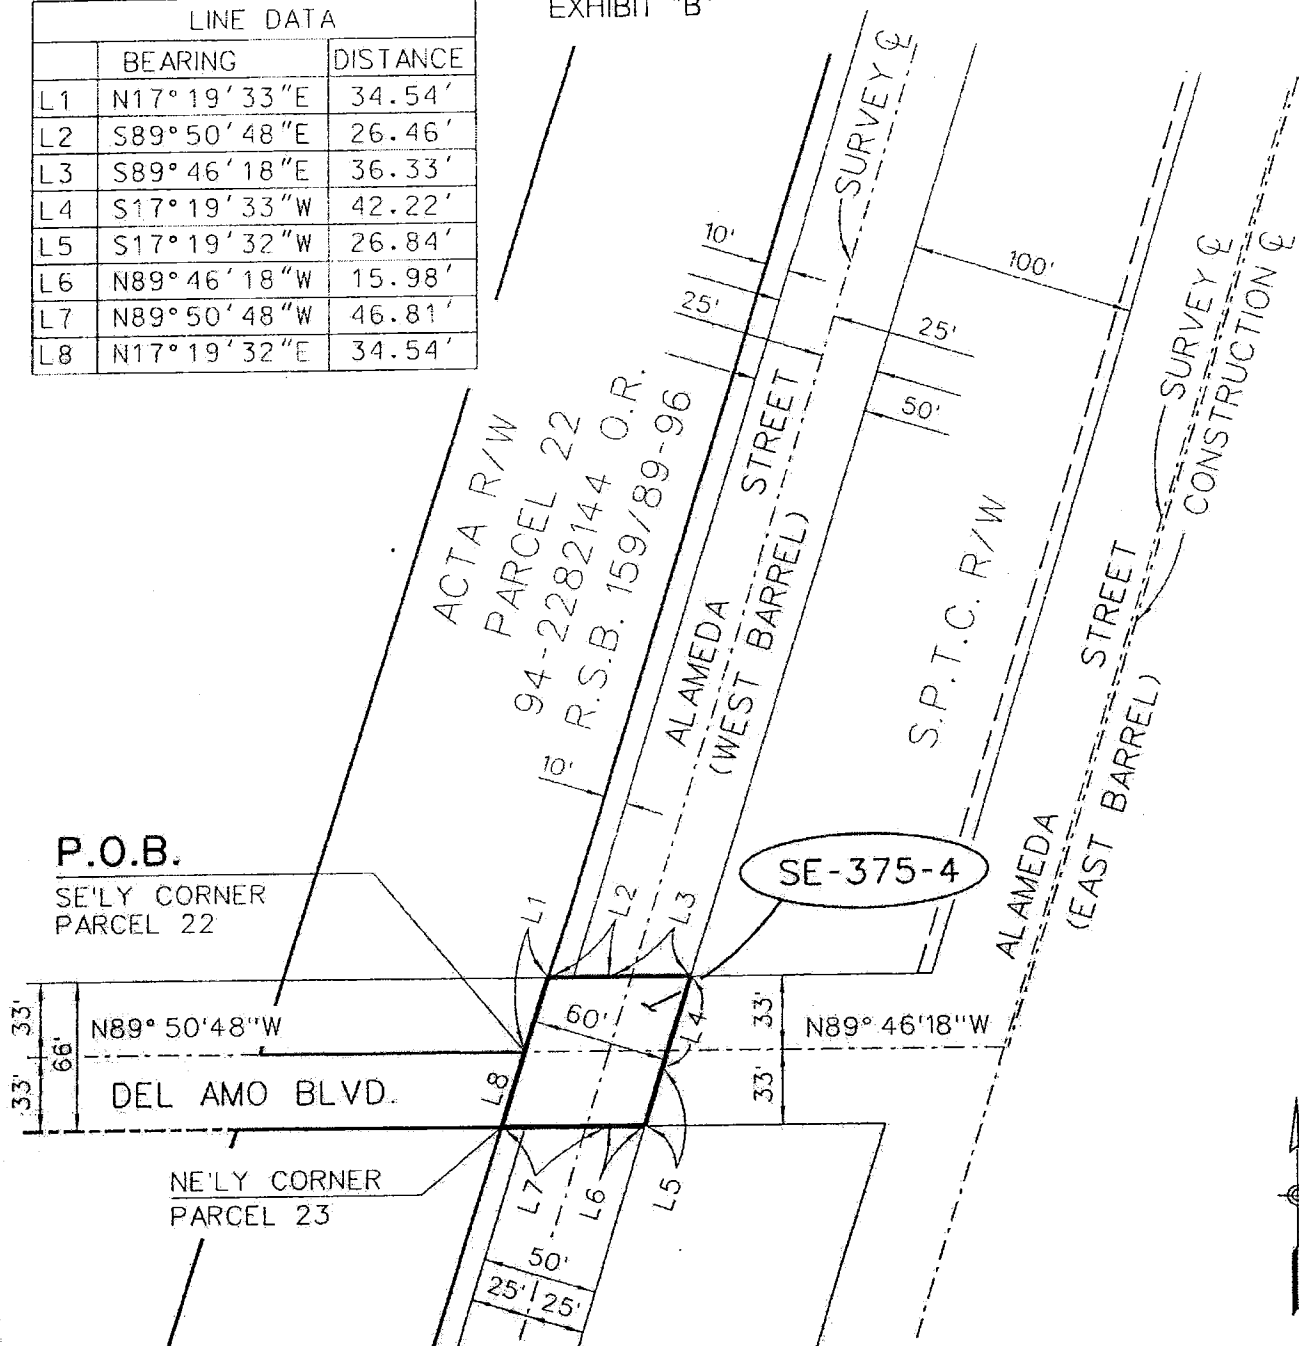 EXHIBIT "B"
LINE DATA
BEARING DISTANCE
L1 N17°19'33"E 34.54'
L2 S89°50'48"E 26.46'
L3 S89°46'18"E 36.33'
L4 S17°19'33"W 42.22'
L5 S17°19'32"W 26.84'
L6 N89°46'18"W 15.98'
L7 N89°50'48"W 46.81'
L8 N17°19'32"E 34.54'
SURVEY ℄
10'
25'
100'
25'
50'
SURVEY ℄
CONSTRUCTION ℄
ACTA R/W
PARCEL 22
94-2282144 O.R.
R.S.B. 159/89-96
ALAMEDA STREET
(WEST BARREL)
S.P.T.C. R/W
ALAMEDA STREET
(EAST BARREL)
10'
P.O.B.
SE'LY CORNER
PARCEL 22
L1
L2
L3
SE-375-4
33'
66'
33'
N89°50'48"W
60'
L4
33'
33'
N89°46'18"W
DEL AMO BLVD.
L8
NE'LY CORNER
PARCEL 23
L7
L6
L5
50'
25'
25'